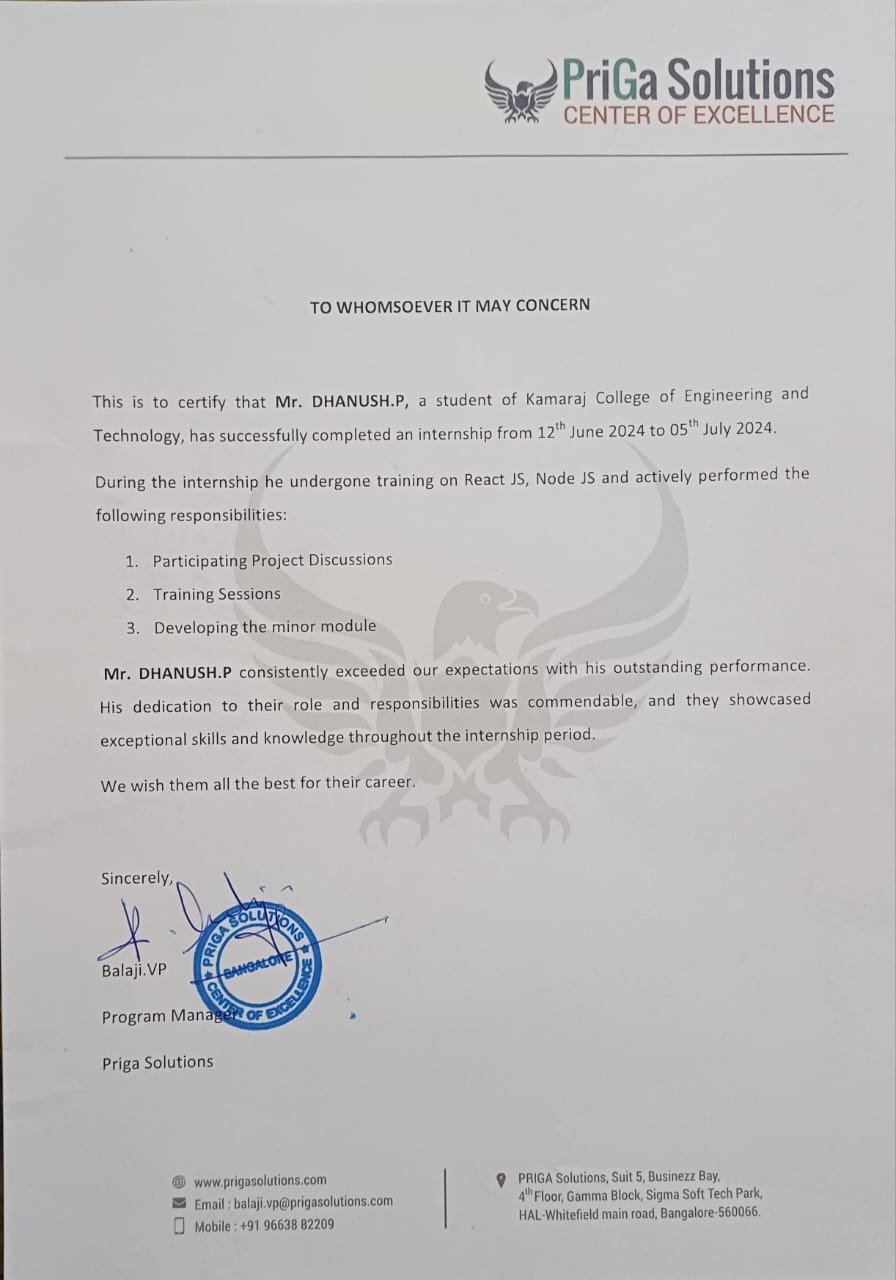 PriGa Solutions
CENTER OF EXCELLENCE
TO WHOMSOEVER IT MAY CONCERN
This is to certify that Mr. DHANUSH.P, a student of Kamaraj College of Engineering and
Technology, has successfully completed an internship from 12th June 2024 to 05th July 2024.
During the internship he undergone training on React JS, Node JS and actively performed the
following responsibilities:
1. Participating Project Discussions
2. Training Sessions
3. Developing the minor module
Mr. DHANUSH.P consistently exceeded our expectations with his outstanding performance.
His dedication to their role and responsibilities was commendable, and they showcased
exceptional skills and knowledge throughout the internship period.
We wish them all the best for their career.
Sincerely,
PRIGA SOLUTIONS
BANGALORE
CENTER OF EXCELLENCE
Balaji.VP
Program Manager
Priga Solutions
www.prigasolutions.com
Email : balaji.vp@prigasolutions.com
Mobile : +91 96638 82209
PRIGA Solutions, Suit 5, Businezz Bay,
4th Floor, Gamma Block, Sigma Soft Tech Park,
HAL-Whitefield main road, Bangalore-560066.